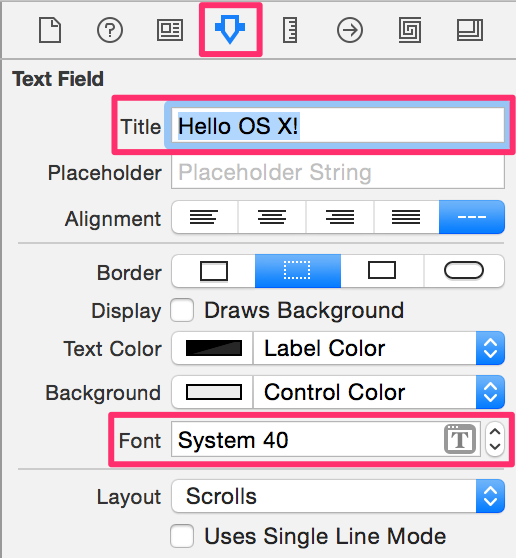 Text Field
Title Hello OS X!
Placeholder Placeholder String
Alignment
Border
Display Draws Background
Text Color Label Color
Background Control Color
Font System 40 T
Layout Scrolls
Uses Single Line Mode